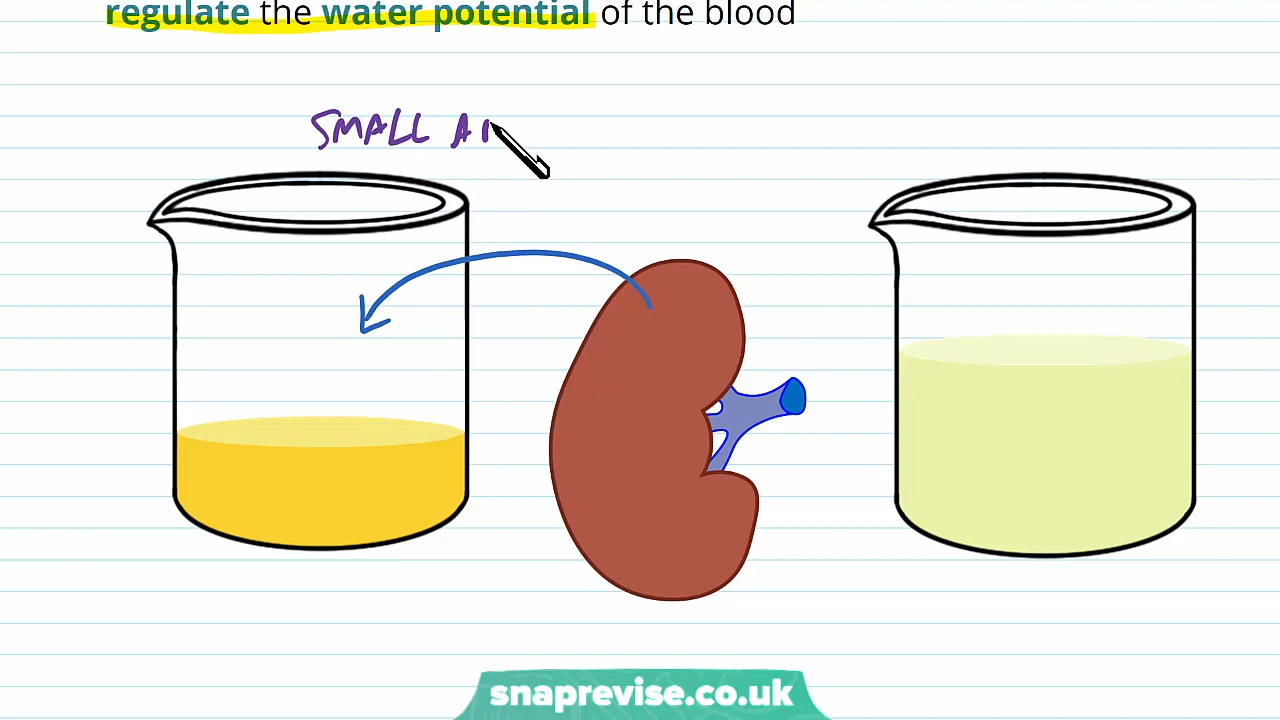 regulate the water potential of the blood
SMALL A
snaprevise.co.uk